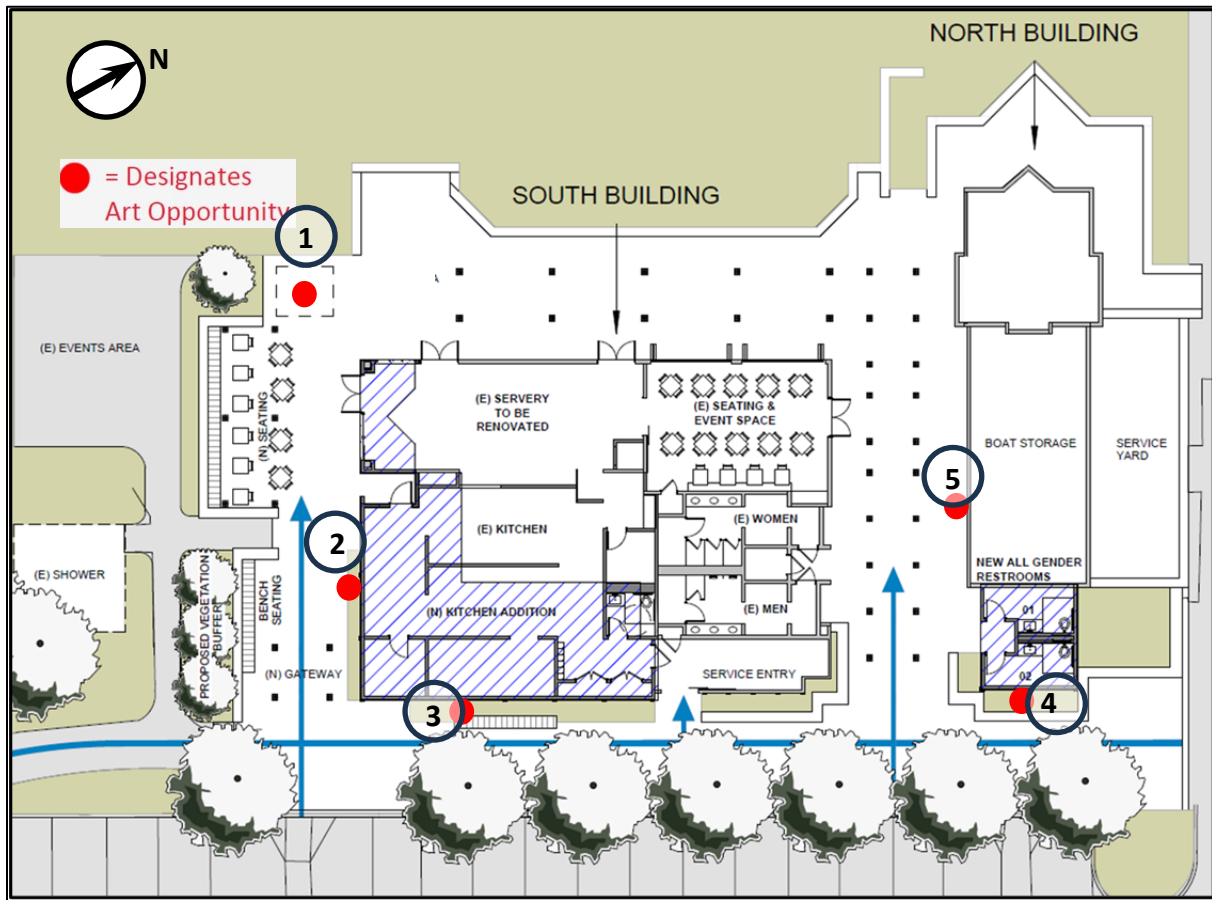 NORTH BUILDING
N
= Designates
Art Opportunity
SOUTH BUILDING
1
(E) EVENTS AREA
(N) SEATING
(E) SERVERY
TO BE
RENOVATED
(E) SEATING &
EVENT SPACE
BOAT STORAGE
SERVICE
YARD
5
2
(E) KITCHEN
(E) WOMEN
(E) SHOWER
PROPOSED VEGETATION
BUFFER
BENCH
SEATING
NEW ALL GENDER
RESTROOMS
(N) KITCHEN ADDITION
(E) MEN
01
(N) GATEWAY
SERVICE ENTRY
02
3
4